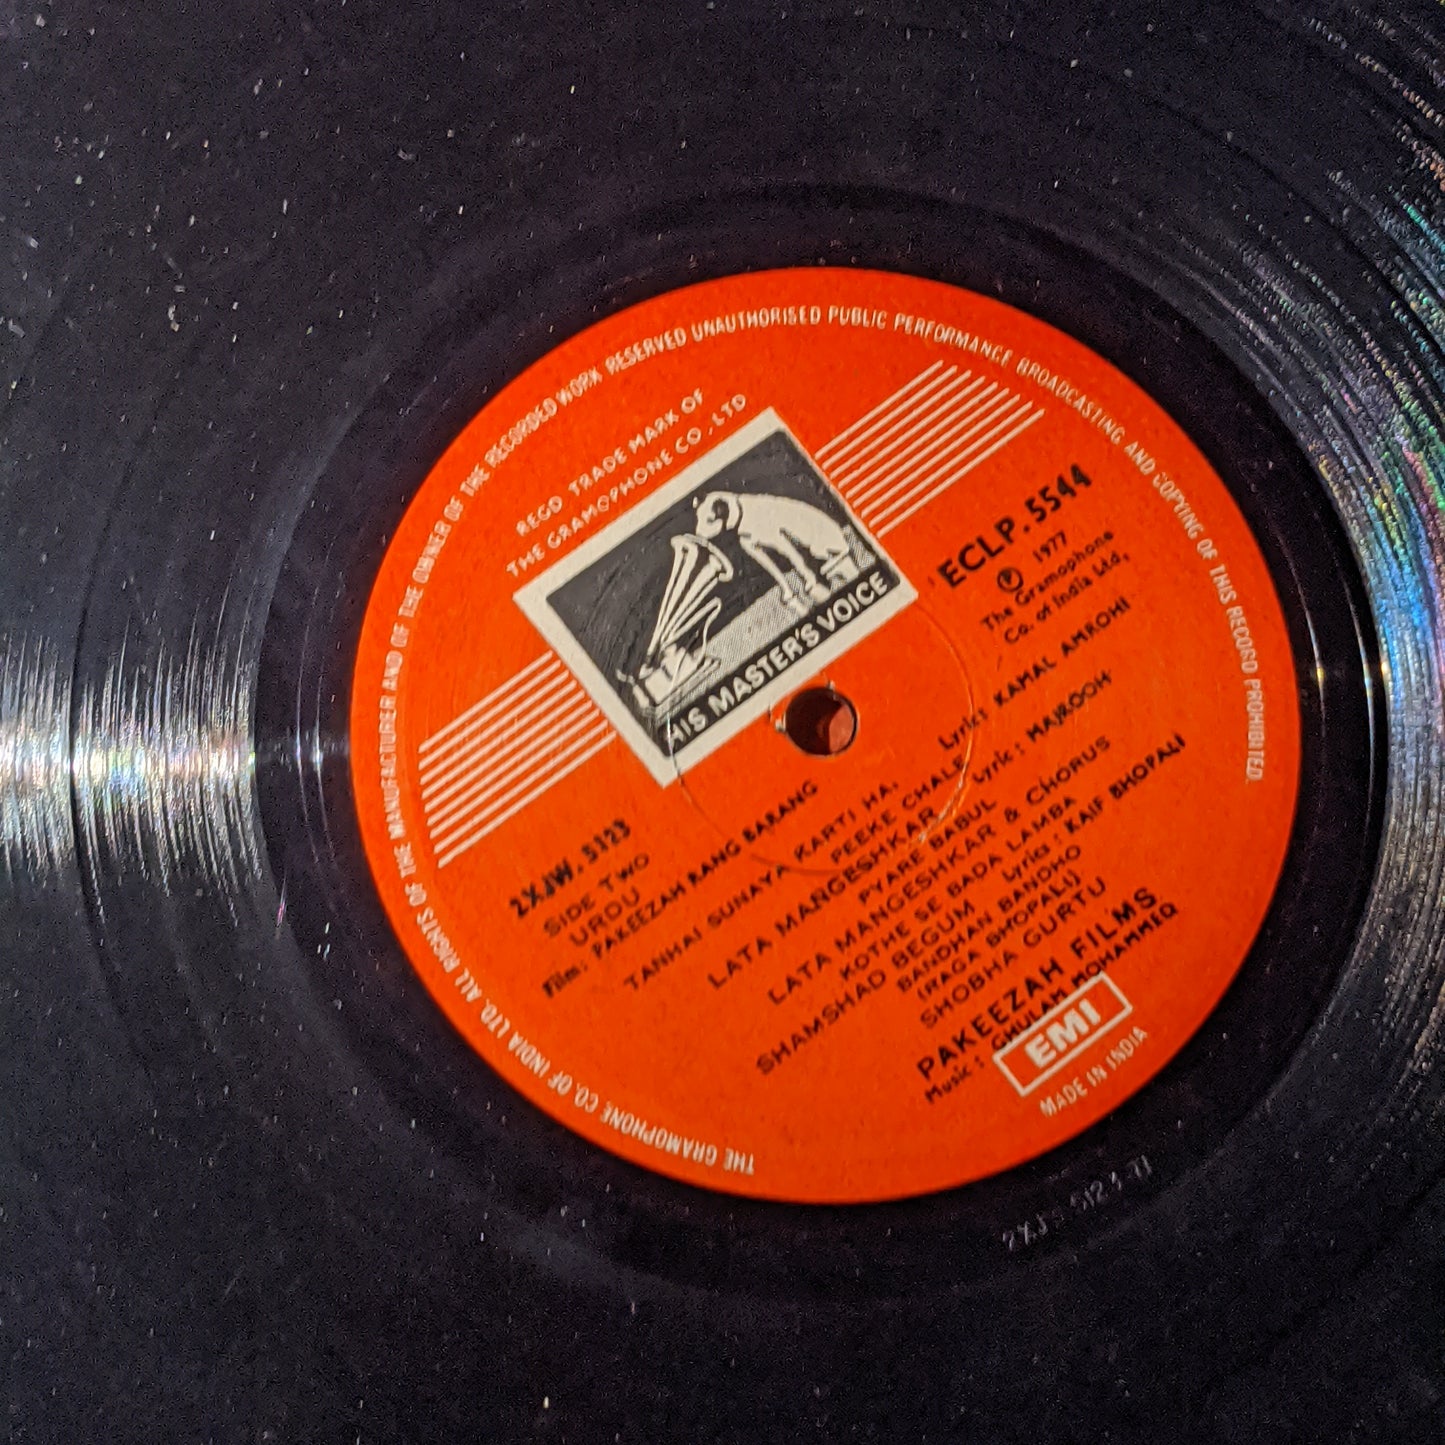 THE GRAMOPHONE CO. OF INDIA LTD. ALL RIGHTS OF THE MANUFACTURER AND OF THE OWNER OF THE RECORDED WORK RESERVED UNAUTHORISED PUBLIC PERFORMANCE BROADCASTING AND COPYING OF THIS RECORD PROHIBITED.
REGD TRADE MARK OF
THE GRAMOPHONE CO., LTD
HIS MASTER'S VOICE
ECLP. 5544
Ⓟ 1977
The Gramophone
Co. of India Ltd.
2XJW. 5123
SIDE TWO
URDU
Film: PAKEEZAH RANG BARANG
TANHAI SUNAYA KARTI HA, Lyric: KAMAL AMROHI
PEEKE CHALE Lyric: MAJROOH
LATA MANGESHKAR
PYARE BABUL
LATA MANGESHKAR & CHORUS
KOTHE SE BADA LAMBA
SHAMSHAD BEGUM Lyrics: KAIF BHOPALI
BANDHAN BANDHO
(RAGA BHOPALI)
SHOBHA GURTU
PAKEEZAH FILMS
Music: GHULAM MOHAMMED
EMI
MADE IN INDIA